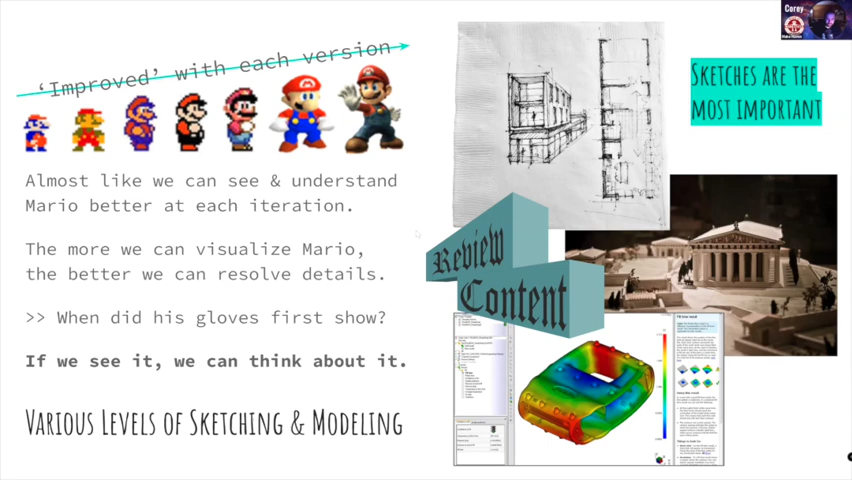 'Improved' with each version
Almost like we can see & understand
Mario better at each iteration.
The more we can visualize Mario,
the better we can resolve details.
>> When did his gloves first show?
If we see it, we can think about it.
Various Levels of Sketching & Modeling
Review
Content
Sketches are the
most important
Corey